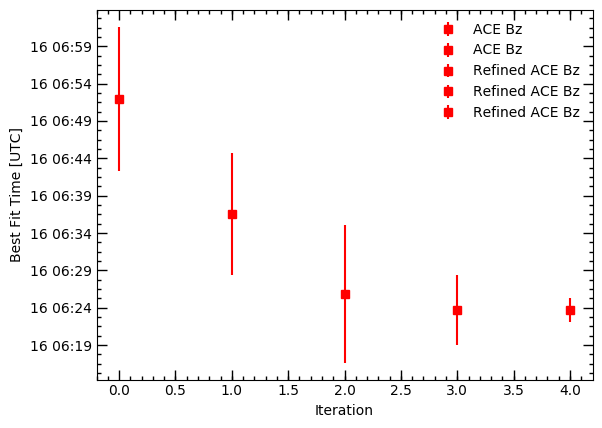 ACE Bz
ACE Bz
Refined ACE Bz
Refined ACE Bz
Refined ACE Bz
Best Fit Time [UTC]
16 06:59
16 06:54
16 06:49
16 06:44
16 06:39
16 06:34
16 06:29
16 06:24
16 06:19
0.0 0.5 1.0 1.5 2.0 2.5 3.0 3.5 4.0
Iteration